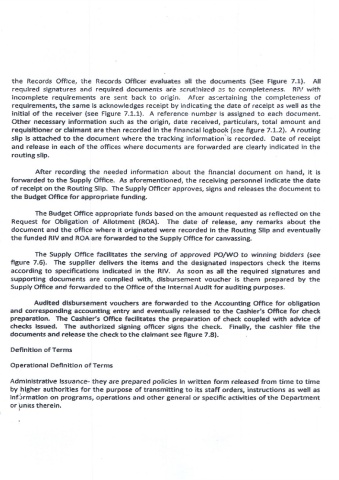 the Records Office, the Records Officer evaluates all the documents (See Figure 7.1). All
required signatures and required documents are scrutinized as to completeness. RIV with
incomplete requirements are sent back to origin. After ascertaining the completeness of
requirements, the same is acknowledges receipt by indicating the date of receipt as well as the
initial of the receiver (see Figure 7.1.1). A reference number is assigned to each document.
Other necessary information such as the origin, date received, particulars, total amount and
requisitioner or claimant are then recorded in the financial logbook (see figure 7.1.2). A routing
slip is attached to the document where the tracking information is recorded. Date of receipt
and release in each of the offices where documents are forwarded are clearly indicated in the
routing slip.
After recording the needed information about the financial document on hand, it is
forwarded to the Supply Office. As aforementioned, the receiving personnel indicate the date
of receipt on the Routing Slip. The Supply Officer approves, signs and releases the document to
the Budget Office for appropriate funding.
The Budget Office appropriate funds based on the amount requested as reflected on the
Request for Obligation of Allotment (ROA). The date of release, any remarks about the
document and the office where it originated were recorded in the Routing Slip and eventually
the funded RIV and ROA are forwarded to the Supply Office for canvassing.
The Supply Office facilitates the serving of approved PO/WO to winning bidders (see
figure 7.6). The supplier delivers the items and the designated inspectors check the items
according to specifications indicated in the RIV. As soon as all the required signatures and
supporting documents are complied with, disbursement voucher is them prepared by the
Supply Office and forwarded to the Office of the Internal Audit for auditing purposes.
Audited disbursement vouchers are forwarded to the Accounting Office for obligation
and corresponding accounting entry and eventually released to the Cashier's Office for check
preparation. The Cashier's Office facilitates the preparation of check coupled with advice of
checks issued. The authorized signing officer signs the check. Finally, the cashier file the
documents and release the check to the claimant see figure 7.8).
Definition of Terms
Operational Definition of Terms
Administrative Issuance- they are prepared policies in written form released from time to time
by higher authorities for the purpose of transmitting to its staff orders, instructions as well as
information on programs, operations and other general or specific activities of the Department
or units therein.